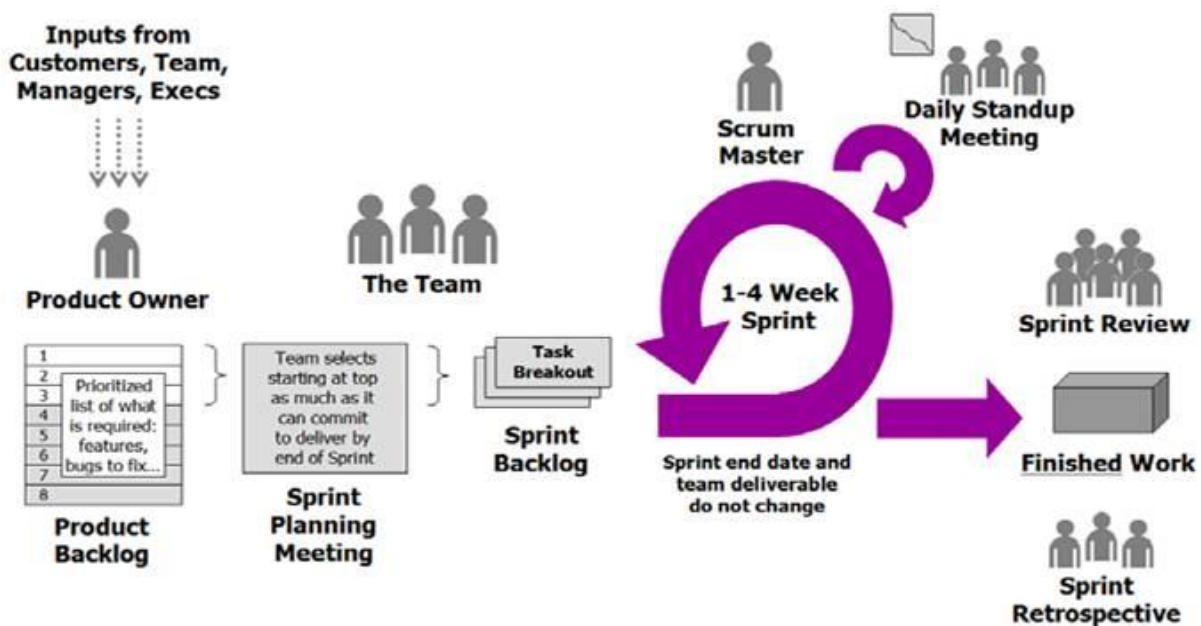 Inputs from
Customers, Team,
Managers, Execs
Product Owner
The Team
Scrum
Master
Daily Standup
Meeting
1
2
3
4
5
6
7
8
Prioritized
list of what
is required:
features,
bugs to fix...
Product
Backlog
Team selects
starting at top
as much as it
can commit
to deliver by
end of Sprint
Sprint
Planning
Meeting
Task
Breakout
Sprint
Backlog
1-4 Week
Sprint
Sprint end date and
team deliverable
do not change
Sprint Review
Finished Work
Sprint
Retrospective